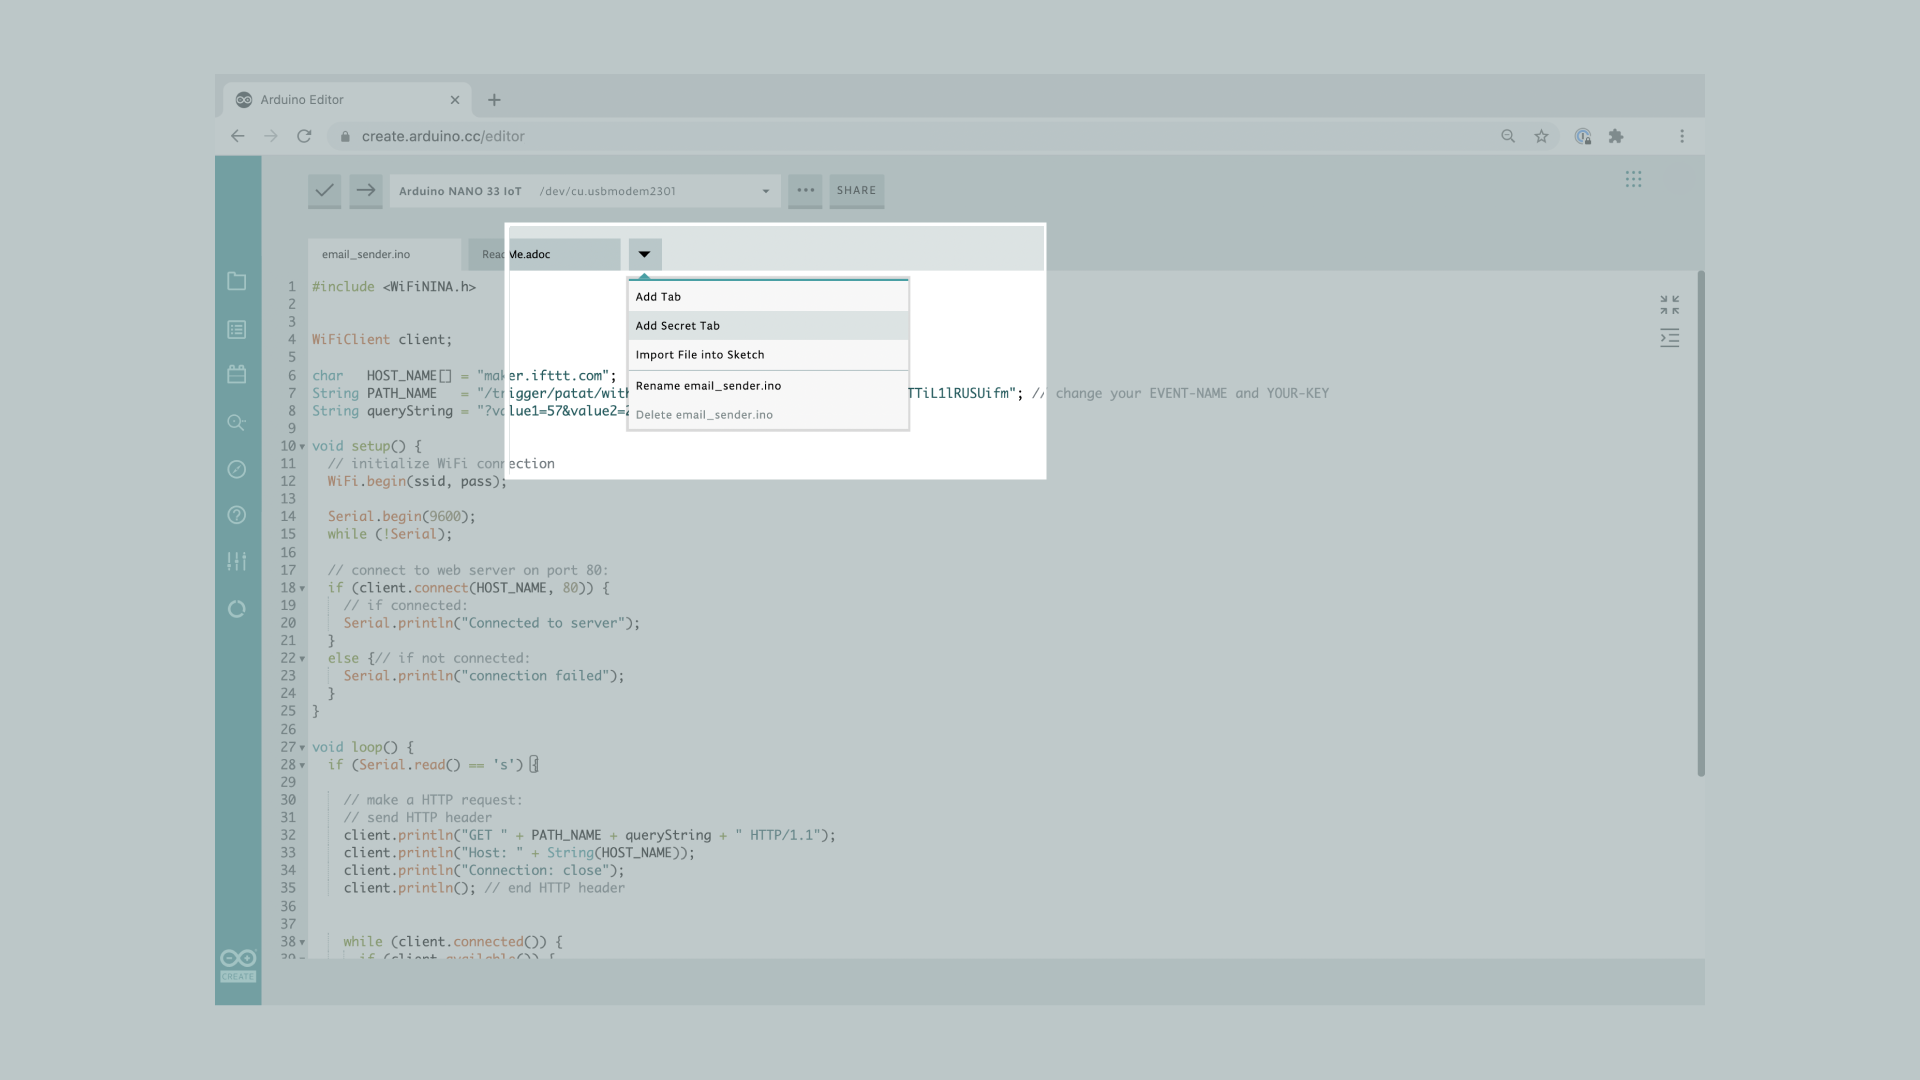 Arduino Editor
create.arduino.cc/editor
Arduino NANO 33 IoT /dev/cu.usbmodem2301 SHARE
email_sender.ino ReadMe.adoc
Add Tab
Add Secret Tab
Import File into Sketch
Rename email_sender.ino
Delete email_sender.ino
1 #include <WiFiNINA.h>
2
3
4 WiFiClient client;
5
6 char HOST_NAME[] = "maker.ifttt.com";
7 String PATH_NAME = "/trigger/patat/with TTiL1lRUSUifm"; // change your EVENT-NAME and YOUR-KEY
8 String queryString = "?value1=57&value2=2
9
10 void setup() {
11 // initialize WiFi connection
12 WiFi.begin(ssid, pass);
13
14 Serial.begin(9600);
15 while (!Serial);
16
17 // connect to web server on port 80:
18 if (client.connect(HOST_NAME, 80)) {
19 // if connected:
20 Serial.println("Connected to server");
21 }
22 else {// if not connected:
23 Serial.println("connection failed");
24 }
25 }
26
27 void loop() {
28 if (Serial.read() == 's') {
29
30 // make a HTTP request:
31 // send HTTP header
32 client.println("GET " + PATH_NAME + queryString + " HTTP/1.1");
33 client.println("Host: " + String(HOST_NAME));
34 client.println("Connection: close");
35 client.println(); // end HTTP header
36
37
38 while (client.connected()) {
39 if (client.available()) {
CREATE